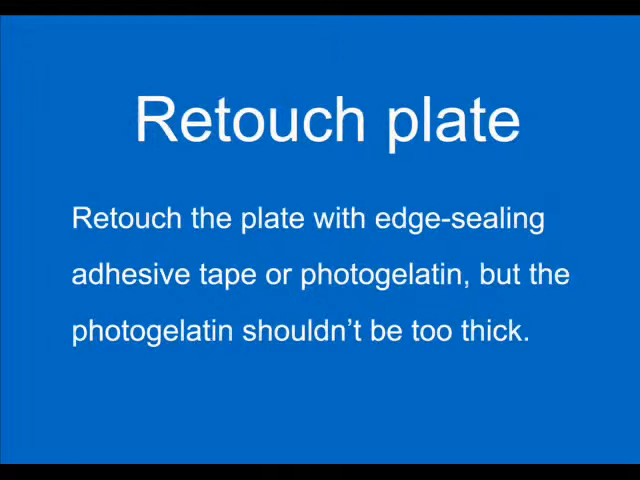 Retouch plate
Retouch the plate with edge-sealing
adhesive tape or photogelatin, but the
photogelatin shouldn’t be too thick.